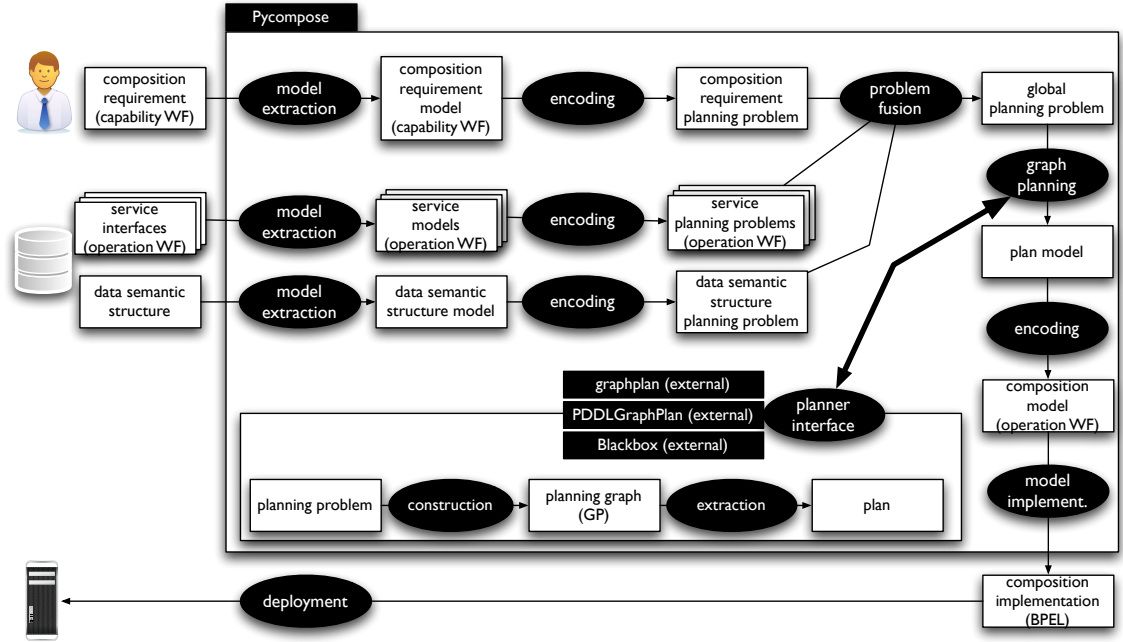 Pycompose
composition
requirement
(capability WF)
model
extraction
composition
requirement
model
(capability WF)
encoding
composition
requirement
planning problem
problem
fusion
global
planning problem
graph
planning
service
interfaces
(operation WF)
model
extraction
service
models
(operation WF)
encoding
service
planning problems
(operation WF)
plan model
data semantic
structure
model
extraction
data semantic
structure model
encoding
data semantic
structure
planning problem
encoding
graphplan (external)
PDDLGraphPlan (external)
Blackbox (external)
planner
interface
composition
model
(operation WF)
planning problem
construction
planning graph
(GP)
extraction
plan
model
implement.
deployment
composition
implementation
(BPEL)